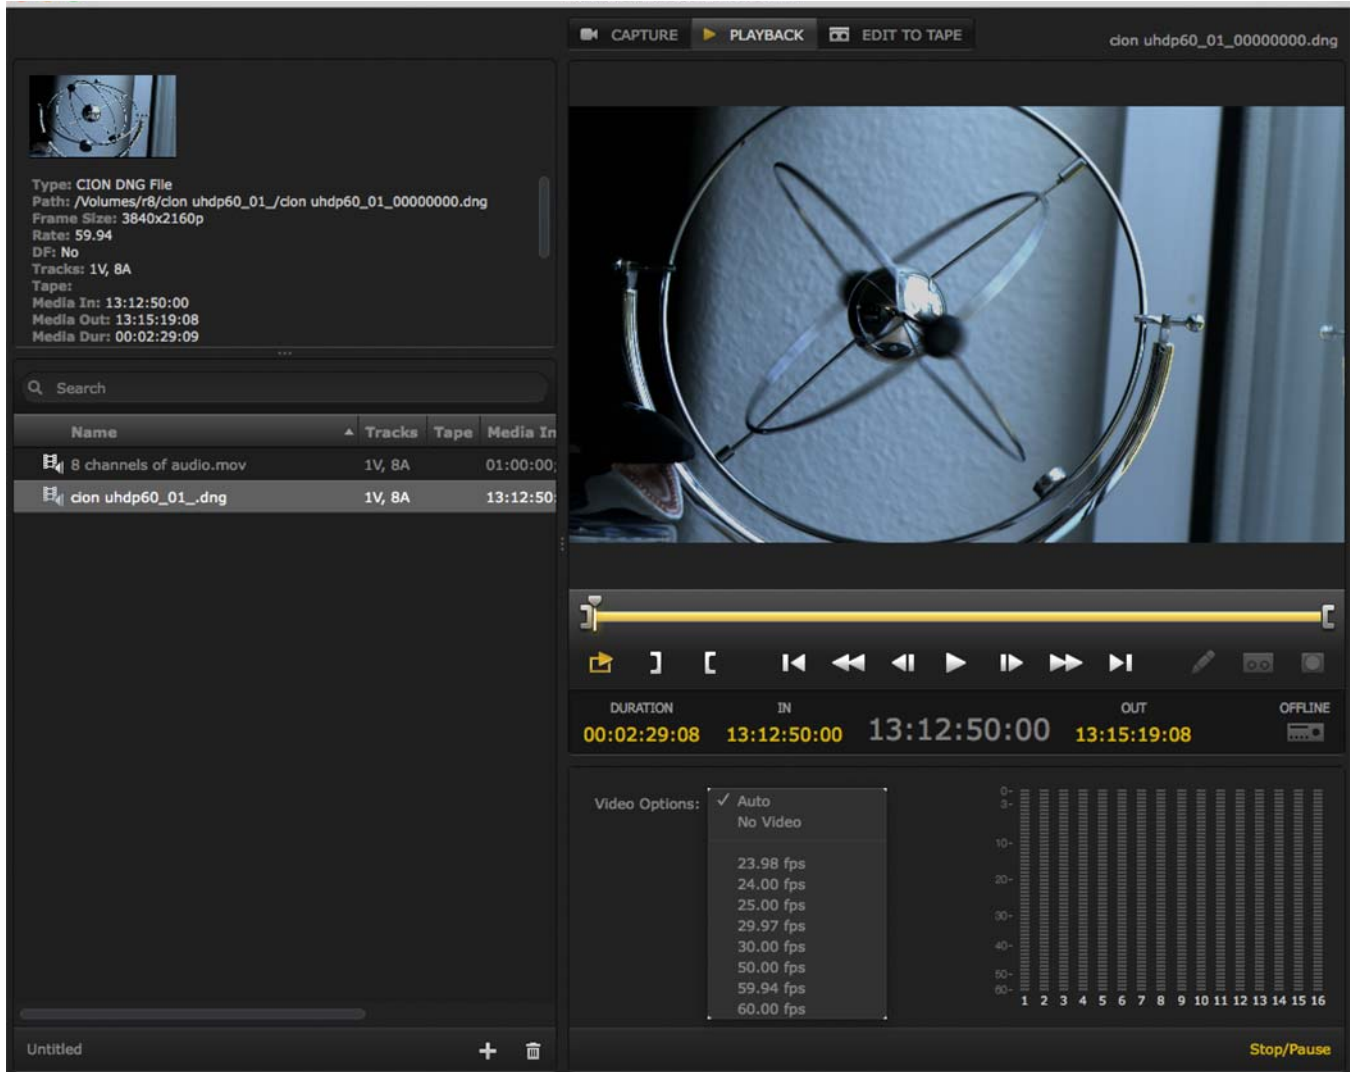 CAPTURE PLAYBACK EDIT TO TAPE
cion uhdp60_01_00000000.dng
Type: CION DNG File
Path: /Volumes/r8/cion uhdp60_01_/cion uhdp60_01_00000000.dng
Frame Size: 3840x2160p
Rate: 59.94
DF: No
Tracks: 1V, 8A
Tape:
Media In: 13:12:50:00
Media Out: 13:15:19:08
Media Dur: 00:02:29:09
Search
Name Tracks Tape Media In
8 channels of audio.mov 1V, 8A 01:00:00;
cion uhdp60_01_.dng 1V, 8A 13:12:50:
Untitled
DURATION IN OUT OFFLINE
00:02:29:08 13:12:50:00 13:12:50:00 13:15:19:08
Video Options: Auto
No Video
23.98 fps
24.00 fps
25.00 fps
29.97 fps
30.00 fps
50.00 fps
59.94 fps
60.00 fps
0-
3-
10-
20-
30-
40-
50-
60-
1 2 3 4 5 6 7 8 9 10 11 12 13 14 15 16
Stop/Pause